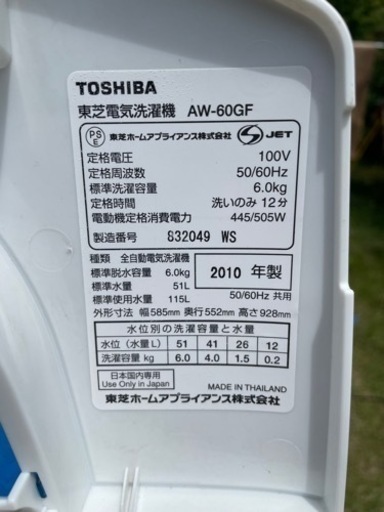 TOSHIBA
東芝電気洗濯機 AW-60GF
PS E 東芝ホームアプライアンス株式会社 JET
定格電圧 100V
定格周波数 50/60Hz
標準洗濯容量 6.0kg
定格時間 洗いのみ 12分
電動機定格消費電力 445/505W
製造番号 832049 WS
種類 全自動電気洗濯機
標準脱水容量 6.0kg
標準水量 51L
標準使用水量 115L
2010 年製
50/60Hz 共用
外形寸法 幅585mm 奥行552mm 高さ928mm
水位別の洗濯容量と水量
水位(水量L) 51 41 26 12
洗濯容量 kg 6.0 4.0 1.5 0.2
日本国内専用
Use Only in Japan
MADE IN THAILAND
東芝ホームアプライアンス株式会社